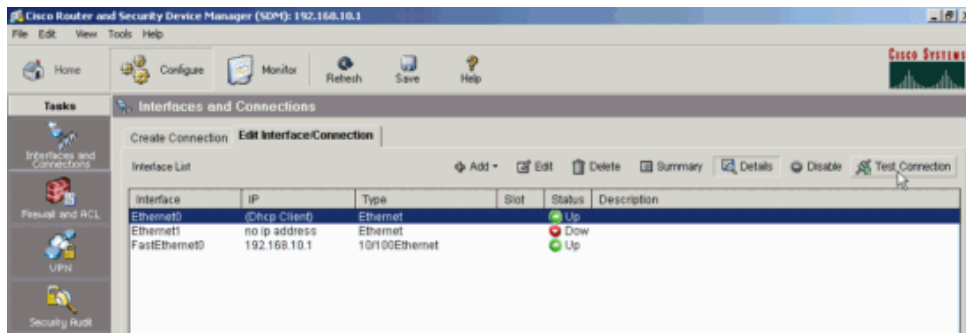 Cisco Router and Security Device Manager (SDM): 192.168.10.1
File Edit View Tools Help
Home Configure Monitor Refresh Save Help
CISCO SYSTEMS
Tasks
Interfaces and Connections
Create Connection Edit Interface/Connection
Interfaces and
Connections
Interface List Add Edit Delete Summary Details Disable Test Connection
Interface IP Type Slot Status Description
Ethernet0 (Dhcp Client) Ethernet Up
Ethernet1 no ip address Ethernet Dow
FastEthernet0 192.168.10.1 10/100Ethernet Up
Firewall and ACL
VPN
Security Audit